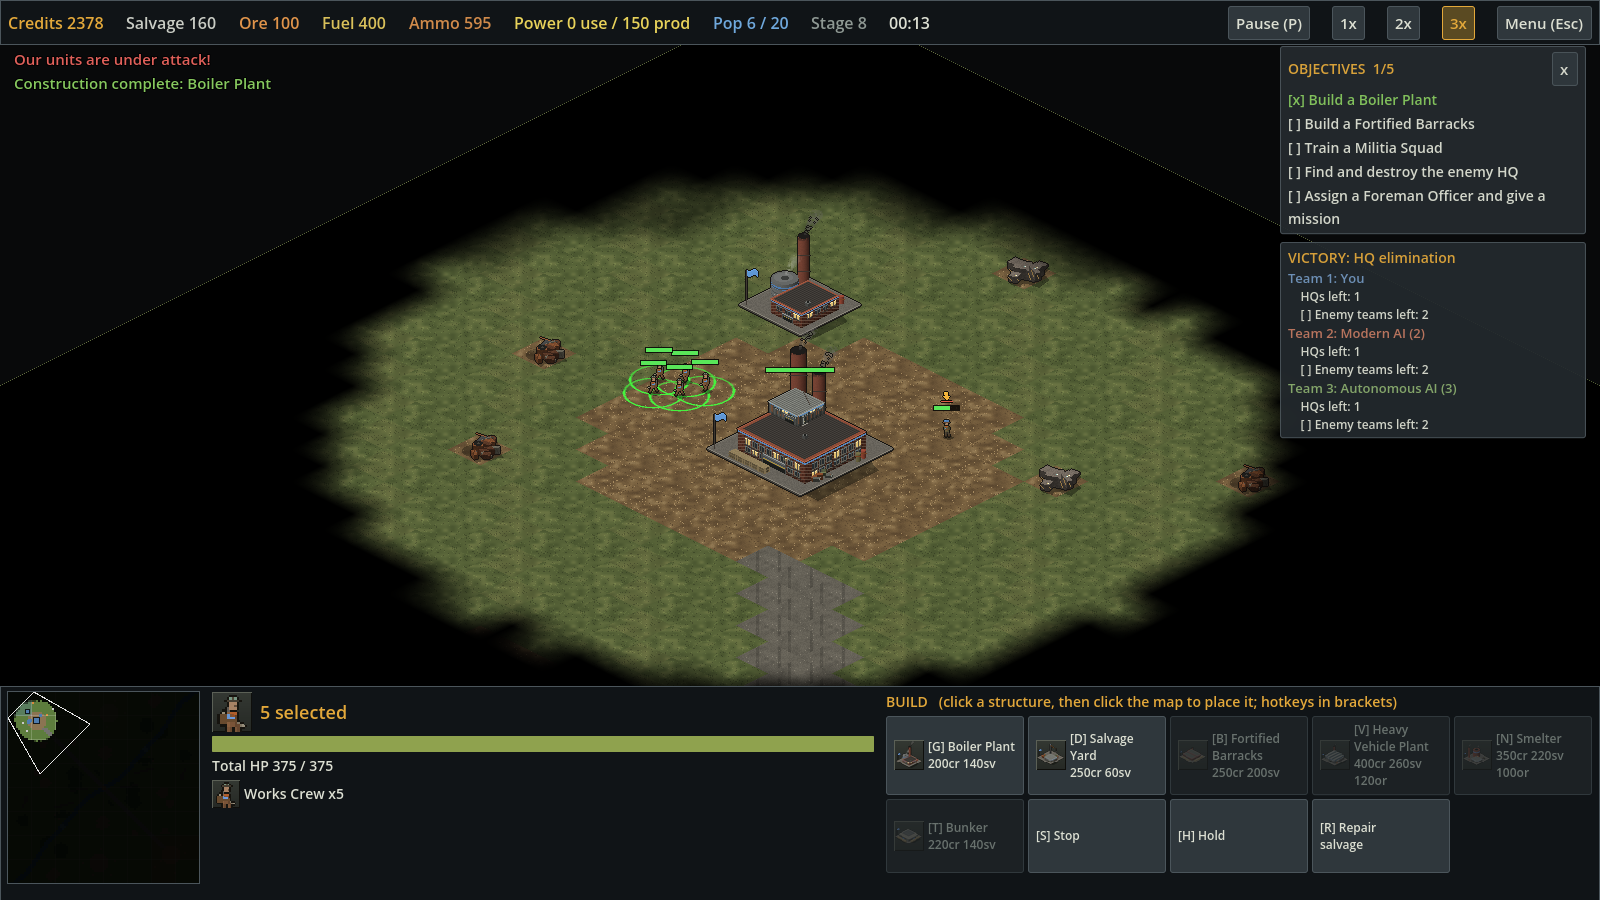 Credits 2378 Salvage 160 Ore 100 Fuel 400 Ammo 595 Power 0 use / 150 prod Pop 6 / 20 Stage 8 00:13 Pause (P) 1x 2x 3x Menu (Esc)
Our units are under attack!
Construction complete: Boiler Plant
OBJECTIVES 1/5 x
[x] Build a Boiler Plant
[ ] Build a Fortified Barracks
[ ] Train a Militia Squad
[ ] Find and destroy the enemy HQ
[ ] Assign a Foreman Officer and give a
mission
VICTORY: HQ elimination
Team 1: You
HQs left: 1
[ ] Enemy teams left: 2
Team 2: Modern AI (2)
HQs left: 1
[ ] Enemy teams left: 2
Team 3: Autonomous AI (3)
HQs left: 1
[ ] Enemy teams left: 2
5 selected
Total HP 375 / 375
Works Crew x5
BUILD (click a structure, then click the map to place it; hotkeys in brackets)
[G] Boiler Plant
200cr 140sv
[D] Salvage
Yard
250cr 60sv
[B] Fortified
Barracks
250cr 200sv
[V] Heavy
Vehicle Plant
400cr 260sv
120or
[N] Smelter
350cr 220sv
100or
[T] Bunker
220cr 140sv
[S] Stop
[H] Hold
[R] Repair
salvage